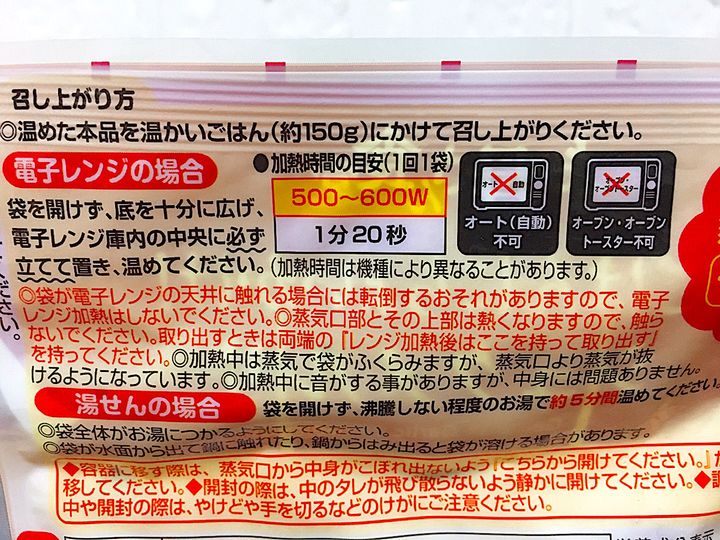 召し上がり方
◎温めた本品を温かいごはん(約150g)にかけて召し上がりください。
電子レンジの場合
袋を開けず、底を十分に広げ、
電子レンジ庫内の中央に必ず
立てて置き、温めてください。
●加熱時間の目安(1回1袋)
500～600W
1分20秒
(加熱時間は機種により異なることがあります。)
オート 自動
オート(自動)
不可
オーブン・
オーブントースター
オーブン・オーブン
トースター不可
◎袋が電子レンジの天井に触れる場合には転倒するおそれがありますので、電子
レンジ加熱はしないでください。◎蒸気口部とその上部は熱くなりますので、触ら
ないでください。取り出すときは両端の『レンジ加熱後はここを持って取り出す』
を持ってください。◎加熱中は蒸気で袋がふくらみますが、蒸気口より蒸気が抜
けるようになっています。◎加熱中に音がする事がありますが、中身には問題ありません。
湯せんの場合
袋を開けず、沸騰しない程度のお湯で約5分間温めてください。
◎袋全体がお湯につかるようにしてください。
◎袋が水面から出て鍋に触れたり、鍋からはみ出ると袋が溶ける場合があります。
◆容器に移す際は、蒸気口から中身がこぼれ出ないよう『こちらから開けてください。』か
移してください。◆開封の際は、中のタレが飛び散らないよう静かに開けてください。◆調
中や開封の際は、やけどや手を切るなどのけがにご注意ください。
ください。